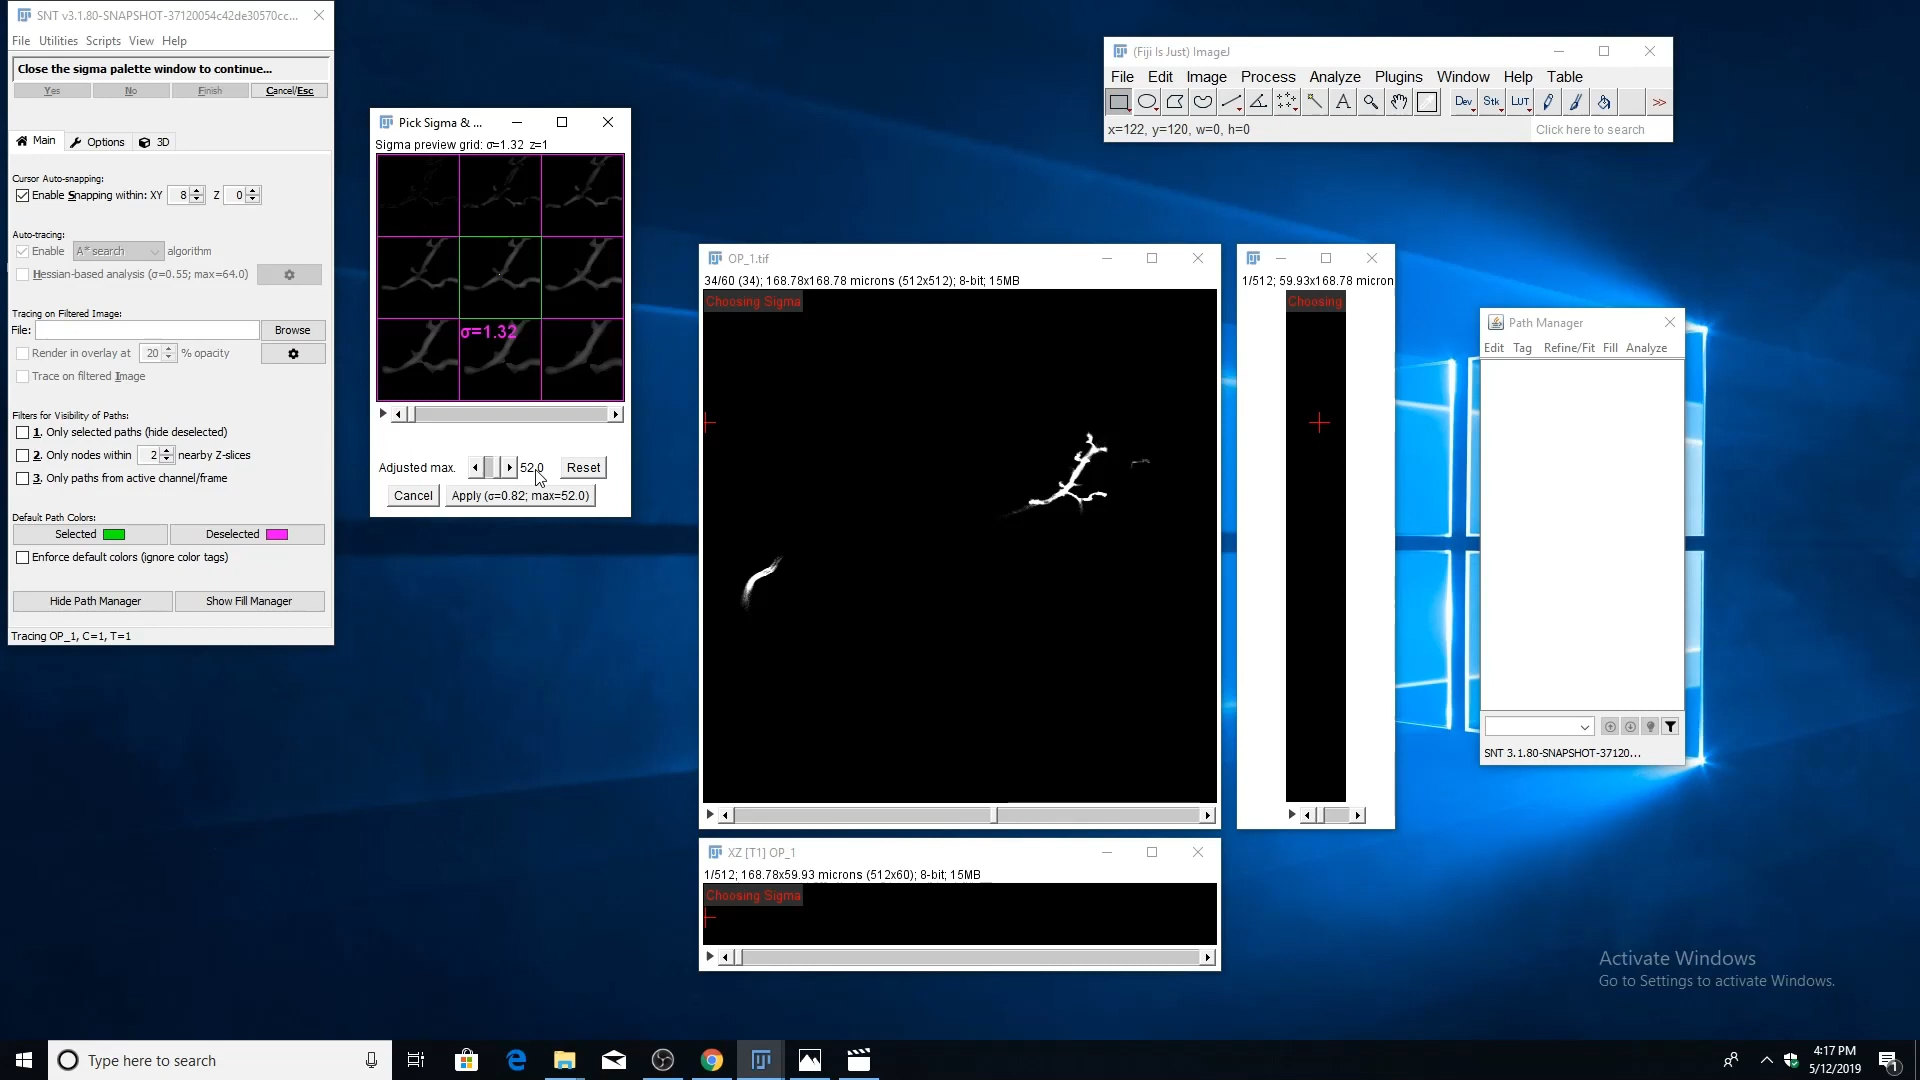 SNT v3.1.80-SNAPSHOT-37120054c42de30570cc...
File Utilities Scripts View Help
Close the sigma palette window to continue...
Yes No Finish Cancel/Esc
Main Options 3D
Cursor Auto-snapping:
Enable Snapping within: XY 8 Z 0
Auto-tracing:
Enable A* search algorithm
Hessian-based analysis (σ=0.55; max=64.0)
Tracing on Filtered Image:
File: Browse
Render in overlay at 20 % opacity
Trace on filtered Image
Filters for Visibility of Paths:
1. Only selected paths (hide deselected)
2. Only nodes within 2 nearby Z-slices
3. Only paths from active channel/frame
Default Path Colors:
Selected Deselected
Enforce default colors (ignore color tags)
Hide Path Manager Show Fill Manager
Tracing OP_1, C=1, T=1
Pick Sigma & ...
Sigma preview grid: σ=1.32 z=1
σ=1.32
Adjusted max. 52.0 Reset
Cancel Apply (σ=0.82; max=52.0)
(Fiji Is Just) ImageJ
File Edit Image Process Analyze Plugins Window Help Table
A Dev Stk LUT >>
x=122, y=120, w=0, h=0 Click here to search
OP_1.tif
34/60 (34); 168.78x168.78 microns (512x512); 8-bit; 15MB
Choosing Sigma
1/512; 59.93x168.78 micron
Choosing
XZ [T1] OP_1
1/512; 168.78x59.93 microns (512x60); 8-bit; 15MB
Choosing Sigma
Path Manager
Edit Tag Refine/Fit Fill Analyze
SNT 3.1.80-SNAPSHOT-37120...
Activate Windows
Go to Settings to activate Windows.
Type here to search
4:17 PM
5/12/2019
1